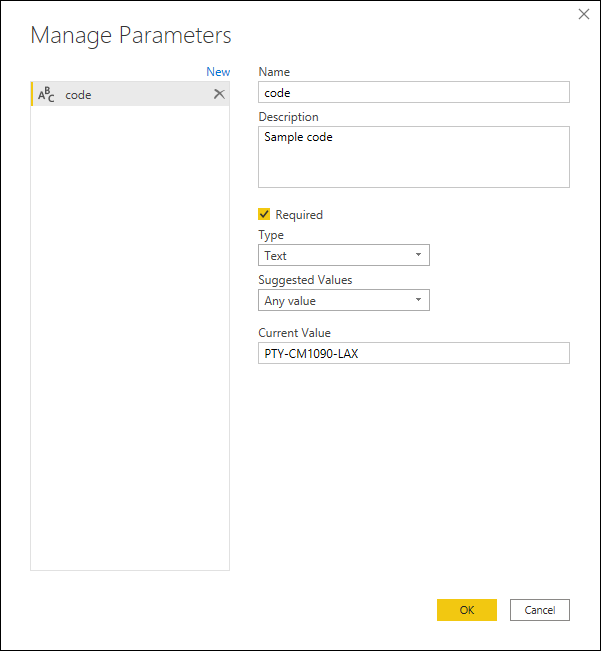 Manage Parameters
New
ABC code
Name
code
Description
Sample code
Required
Type
Text
Suggested Values
Any value
Current Value
PTY-CM1090-LAX
OK
Cancel